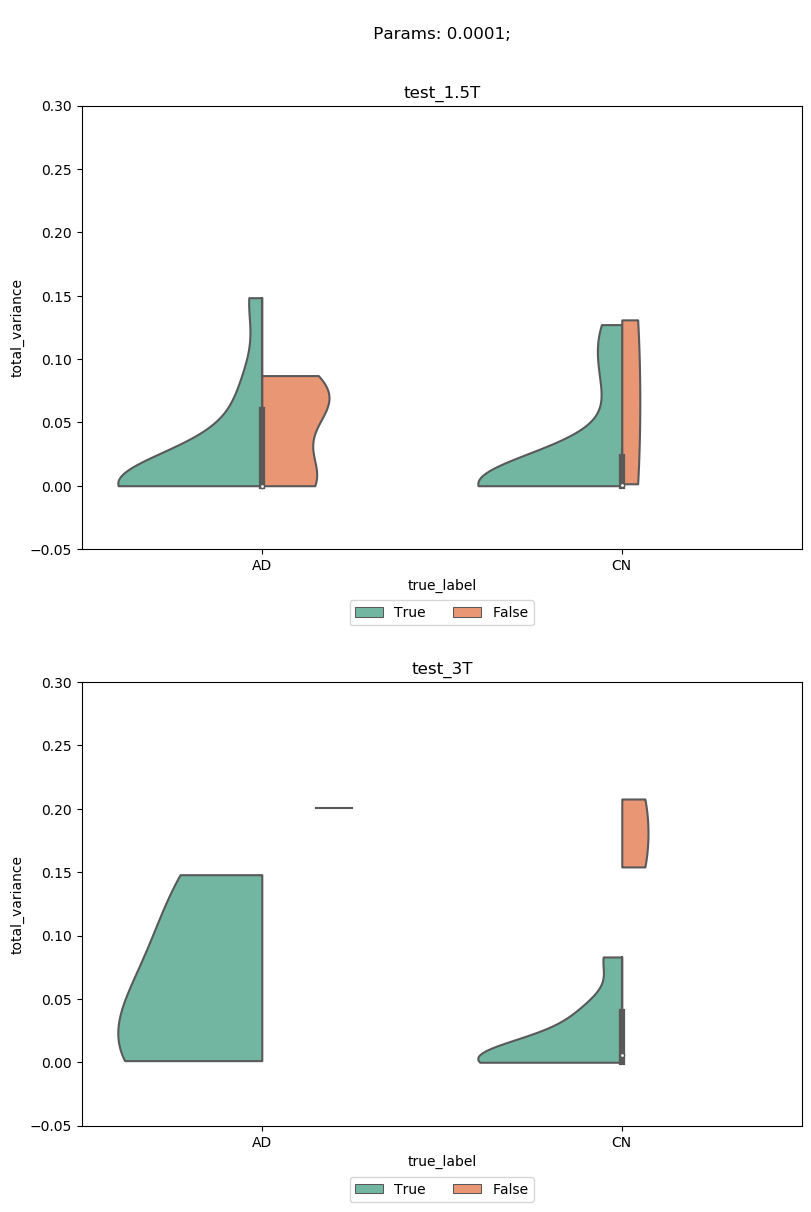 Params: 0.0001;
test_1.5T
0.30
0.25
0.20
0.15
0.10
0.05
0.00
−0.05
total_variance
AD CN
true_label
True False
test_3T
0.30
0.25
0.20
0.15
0.10
0.05
0.00
−0.05
total_variance
AD CN
true_label
True False